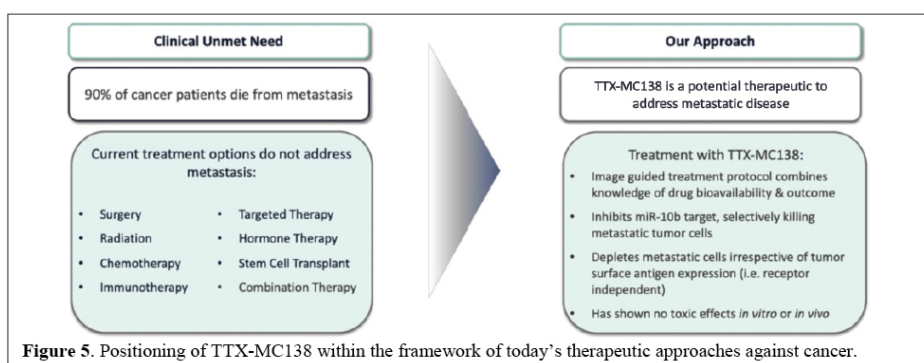 Clinical Unmet Need
90% of cancer patients die from metastasis
Current treatment options do not address
metastasis:
• Surgery
• Radiation
• Chemotherapy
• Immunotherapy
• Targeted Therapy
• Hormone Therapy
• Stem Cell Transplant
• Combination Therapy
Our Approach
TTX-MC138 is a potential therapeutic to
address metastatic disease
Treatment with TTX-MC138:
• Image guided treatment protocol combines
knowledge of drug bioavailability & outcome
• Inhibits miR-10b target, selectively killing
metastatic tumor cells
• Depletes metastatic cells irrespective of tumor
surface antigen expression (i.e. receptor
independent)
• Has shown no toxic effects in vitro or in vivo
Figure 5. Positioning of TTX-MC138 within the framework of today's therapeutic approaches against cancer.